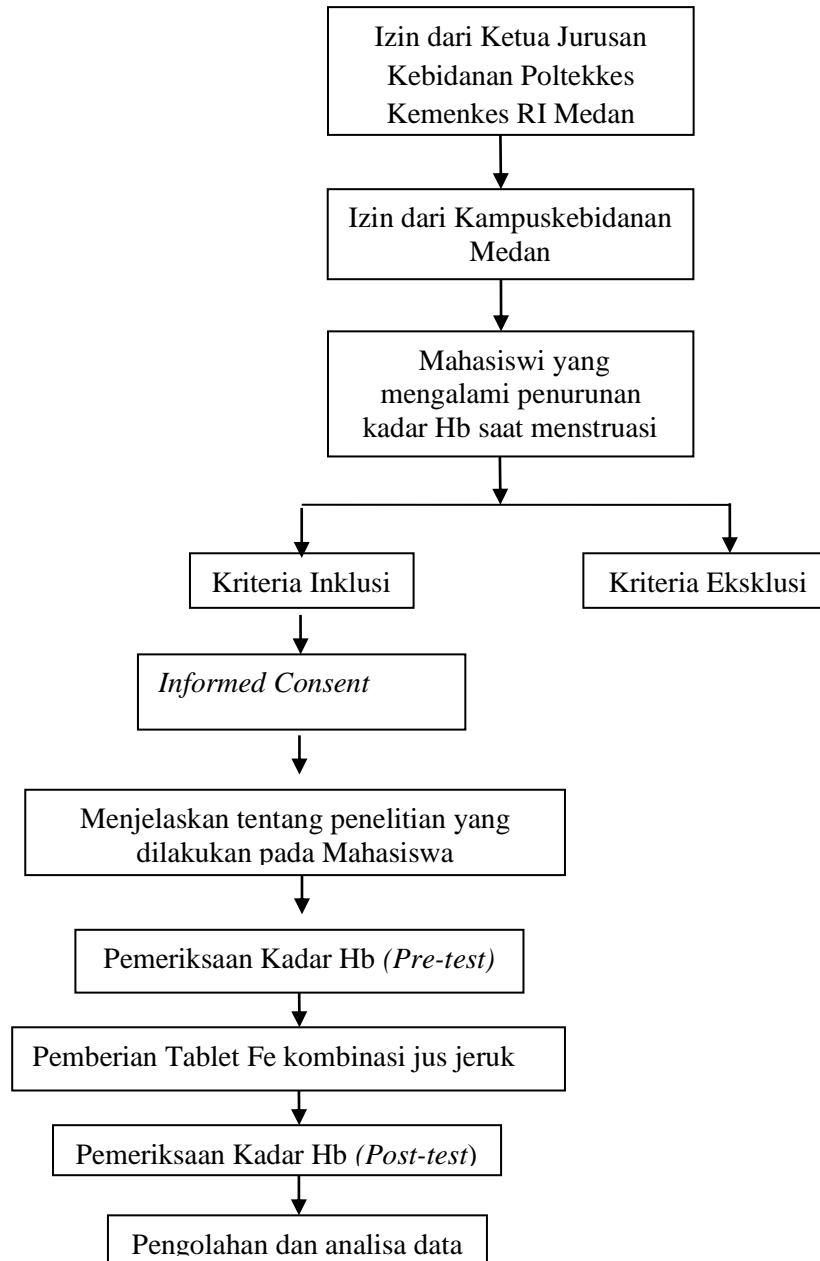 Izin dari Ketua Jurusan
Kebidanan Poltekkes
Kemenkes RI Medan
Izin dari Kampuskebidanan
Medan
Mahasiswi yang
mengalami penurunan
kadar Hb saat menstruasi
Kriteria Inklusi
Kriteria Eksklusi
Informed Consent
Menjelaskan tentang penelitian yang
dilakukan pada Mahasiswa
Pemeriksaan Kadar Hb (Pre-test)
Pemberian Tablet Fe kombinasi jus jeruk
Pemeriksaan Kadar Hb (Post-test)
Pengolahan dan analisa data